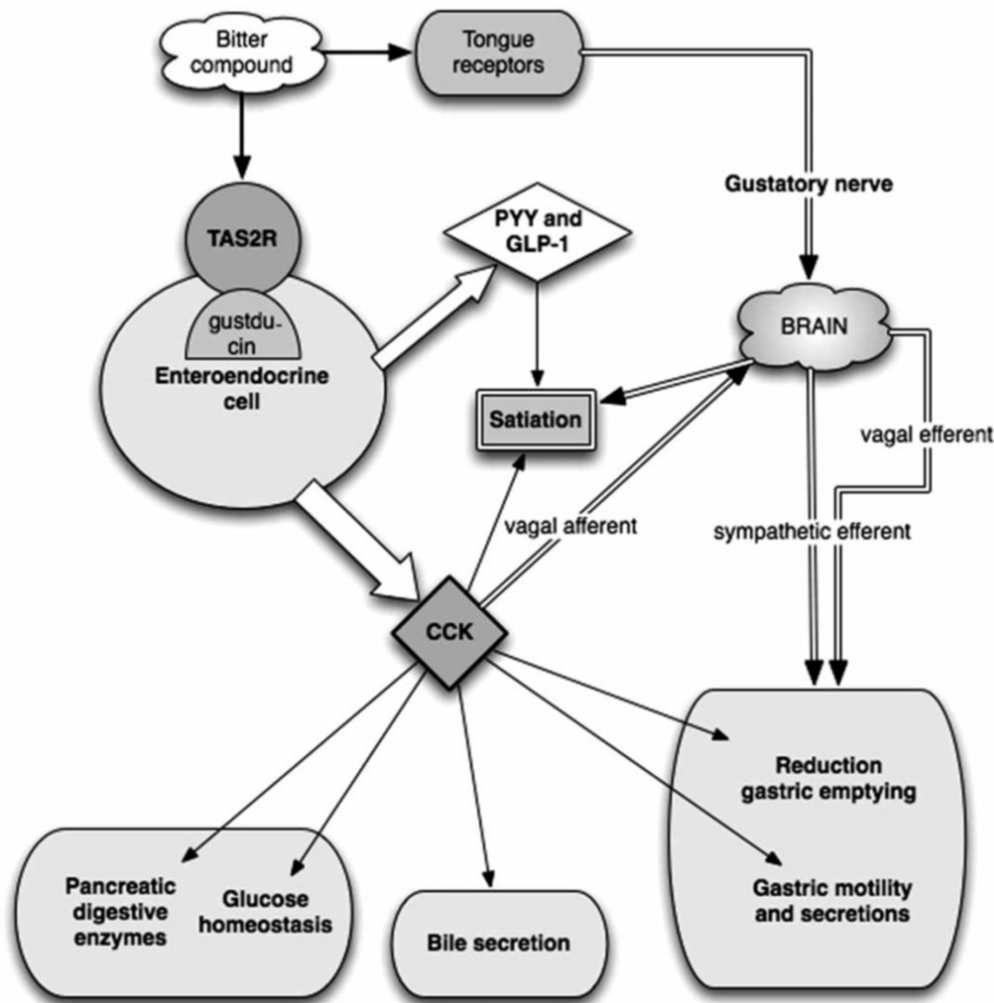 Bitter
compound
Tongue
receptors
Gustatory nerve
TAS2R
PYY and
GLP-1
gustdu-
cin
BRAIN
Enteroendocrine
cell
Satiation
vagal efferent
vagal afferent
sympathetic efferent
CCK
Reduction
gastric emptying
Pancreatic
digestive
enzymes
Glucose
homeostasis
Gastric motility
and secretions
Bile secretion